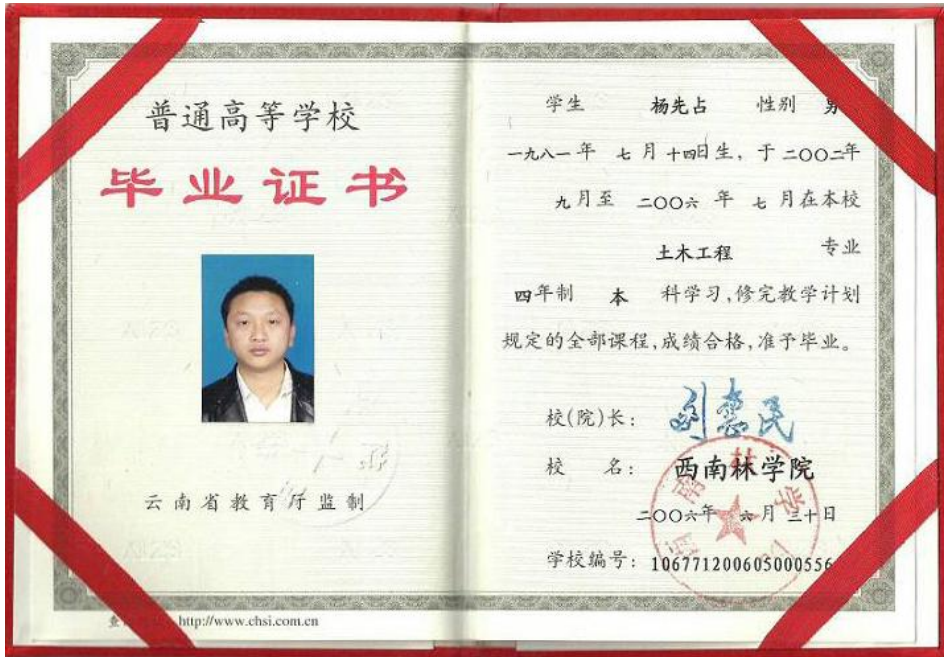 普通高等学校
毕业证书
云南省教育厅监制
http://www.chsi.com.cn
学生 杨先占 性别 男
一九八一年 七月十四日生，于二〇〇二年
九月至 二〇〇六年 七月在本校
土木工程 专业
四年制 本 科学习，修完教学计划
规定的全部课程，成绩合格，准予毕业。
校(院)长：
校 名： 西南林学院
二〇〇六年 六月三十日
学校编号：106771200605000556